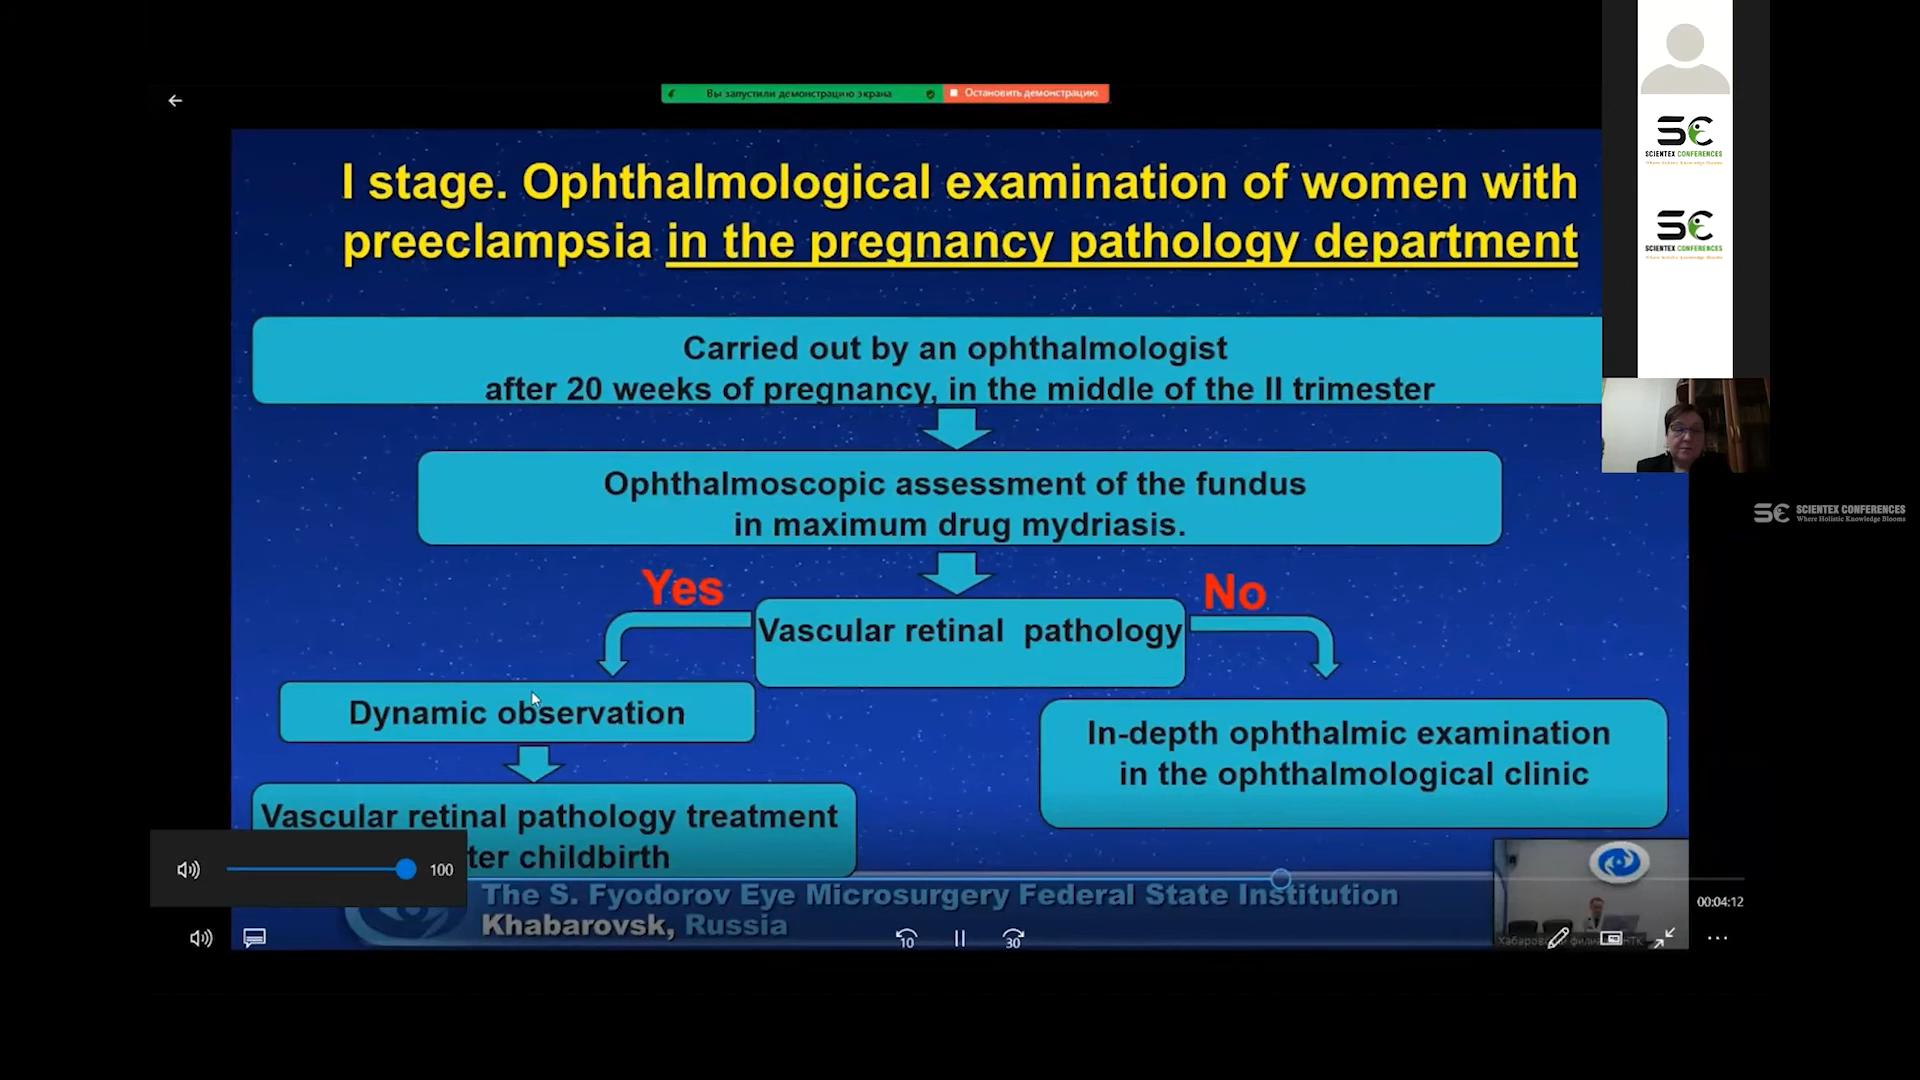 Вы запустили демонстрацию экрана
Остановить демонстрацию
I stage. Ophthalmological examination of women with
preeclampsia in the pregnancy pathology department
Carried out by an ophthalmologist
after 20 weeks of pregnancy, in the middle of the II trimester
Ophthalmoscopic assessment of the fundus
in maximum drug mydriasis.
Yes
No
Vascular retinal pathology
Dynamic observation
In-depth ophthalmic examination
in the ophthalmological clinic
Vascular retinal pathology treatment
ter childbirth
100
The S. Fyodorov Eye Microsurgery Federal State Institution
Khabarovsk, Russia
00:04:12
10
30
SCIENTEX CONFERENCES
SCIENTEX CONFERENCES
SCIENTEX CONFERENCES
Where Holistic Knowledge Blooms